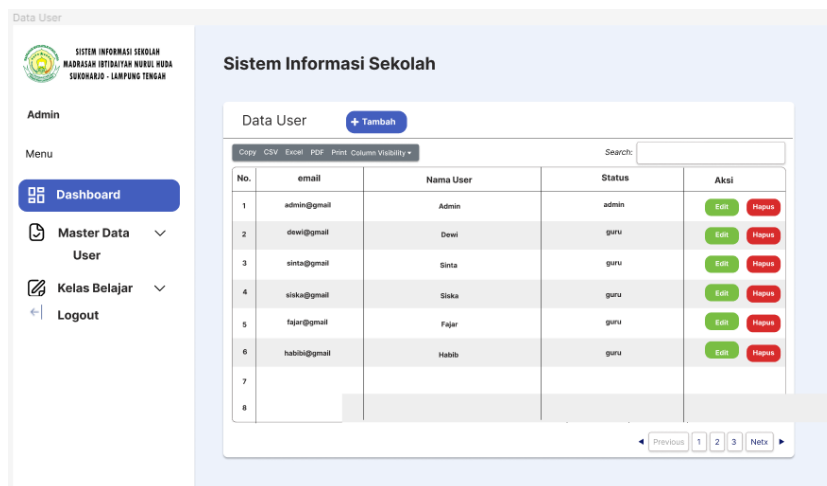 Data User
SISTEM INFORMASI SEKOLAH
MADRASAH IBTIDAIYAH NURUL HUDA
SUKOHARJO - LAMPUNG TENGAH
Admin
Menu
Dashboard
Master Data
User
Kelas Belajar
Logout
Sistem Informasi Sekolah
Data User + Tambah
Copy CSV Excel PDF Print Column Visibility Search:
No. email Nama User Status Aksi
1 admin@gmail Admin admin Edit Hapus
2 dewi@gmail Dewi guru Edit Hapus
3 sinta@gmail Sinta guru Edit Hapus
4 siska@gmail Siska guru Edit Hapus
5 fajar@gmail Fajar guru Edit Hapus
6 habibi@gmail Habib guru Edit Hapus
7
8
Previous 1 2 3 Netx